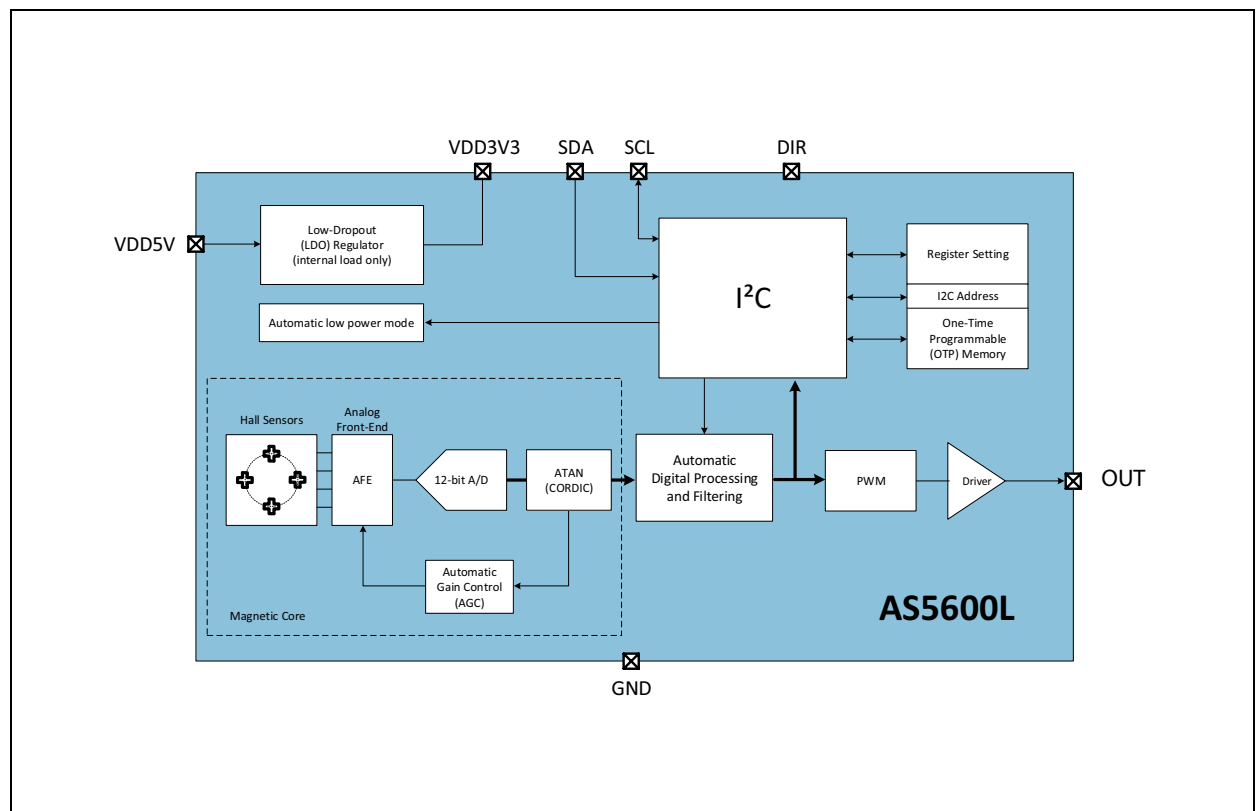 VDD3V3
SDA
SCL
DIR
VDD5V
Low-Dropout
(LDO) Regulator
(internal load only)
Automatic low power mode
I²C
Register Setting
I2C Address
One-Time
Programmable
(OTP) Memory
Hall Sensors
Analog
Front-End
AFE
12-bit A/D
ATAN
(CORDIC)
Automatic
Digital Processing
and Filtering
PWM
Driver
OUT
Automatic
Gain Control
(AGC)
Magnetic Core
AS5600L
GND